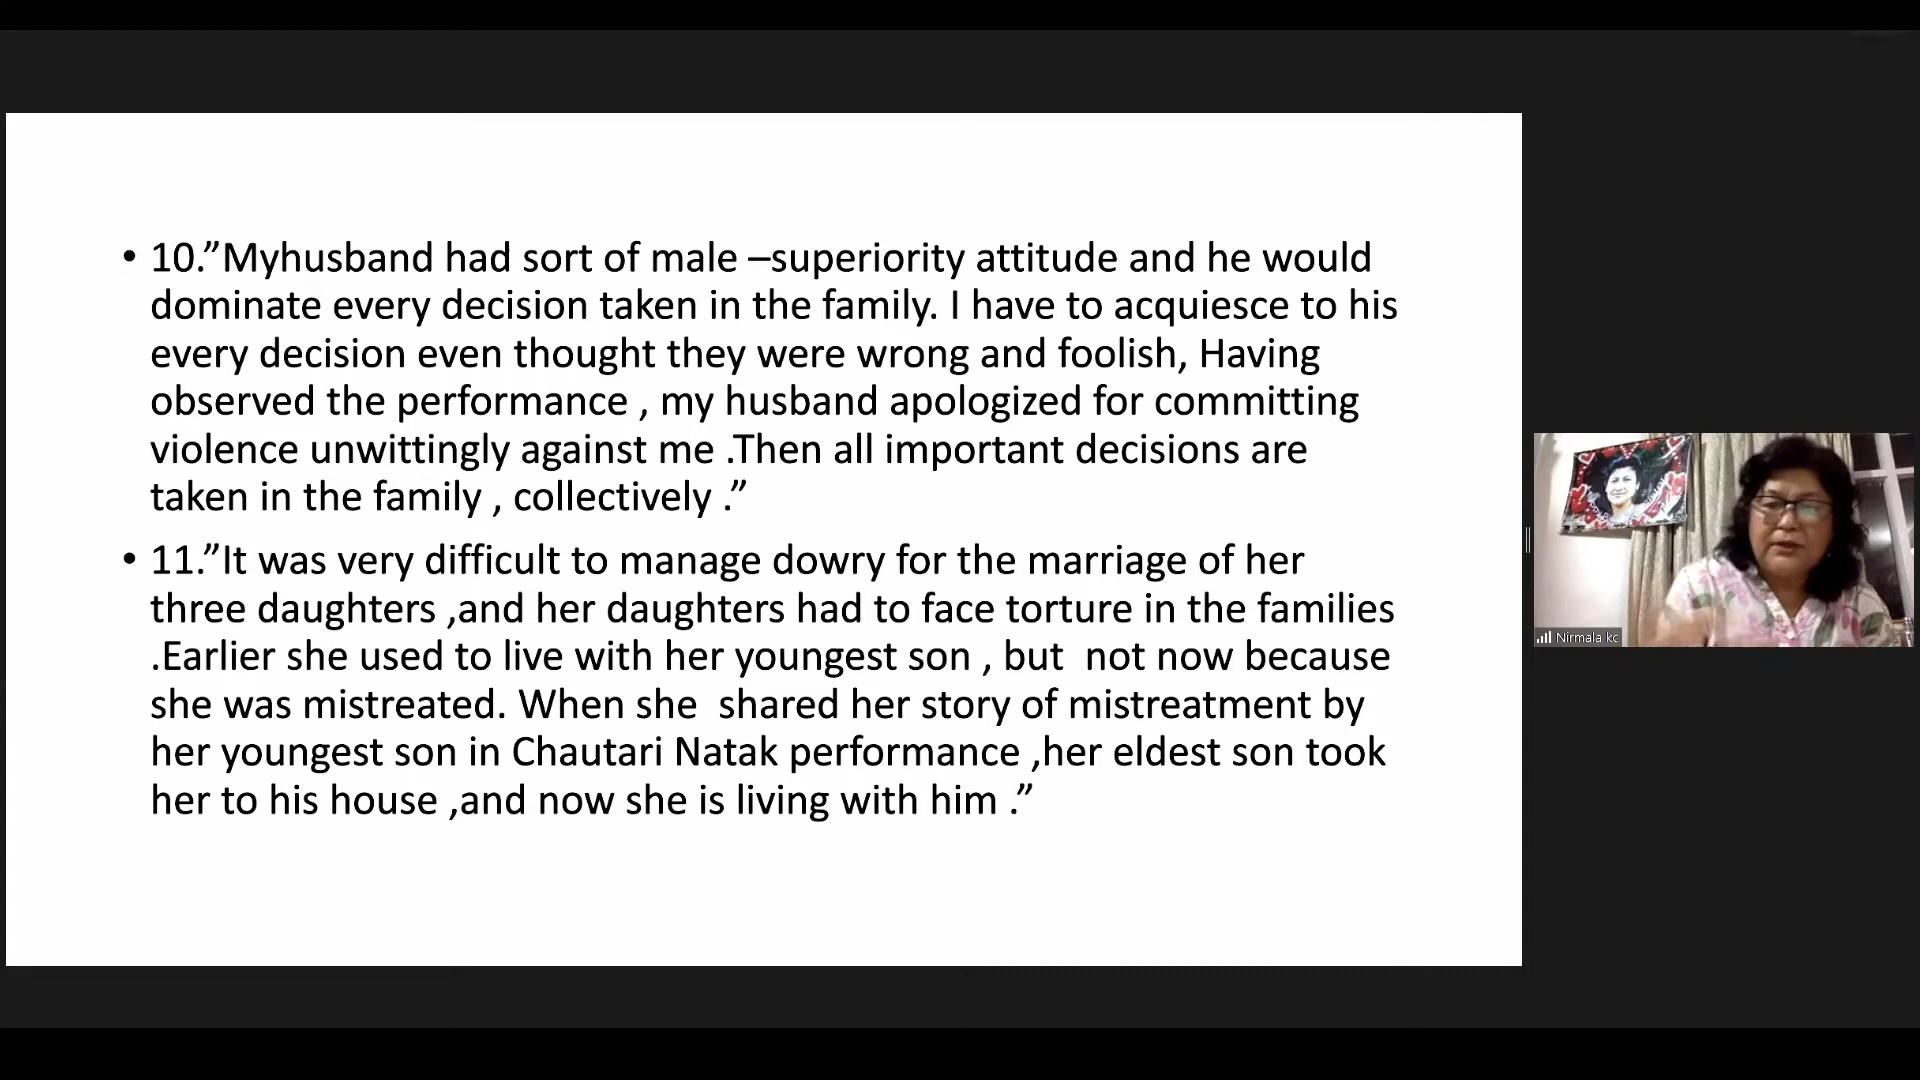 • 10.”Myhusband had sort of male –superiority attitude and he would
dominate every decision taken in the family. I have to acquiesce to his
every decision even thought they were wrong and foolish, Having
observed the performance , my husband apologized for committing
violence unwittingly against me .Then all important decisions are
taken in the family , collectively .”
• 11.”It was very difficult to manage dowry for the marriage of her
three daughters ,and her daughters had to face torture in the families
.Earlier she used to live with her youngest son , but  not now because
she was mistreated. When she  shared her story of mistreatment by
her youngest son in Chautari Natak performance ,her eldest son took
her to his house ,and now she is living with him .”
Nirmala kc